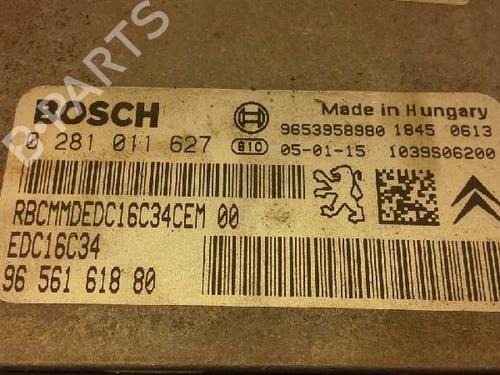 B-PARTS
BOSCH
Made in Hungary
9653958980 1845 0613
0 281 011 627
810 05-01-15 1039S06200
RBCMMDEDC16C34CEM 00
EDC16C34
96 561 618 80